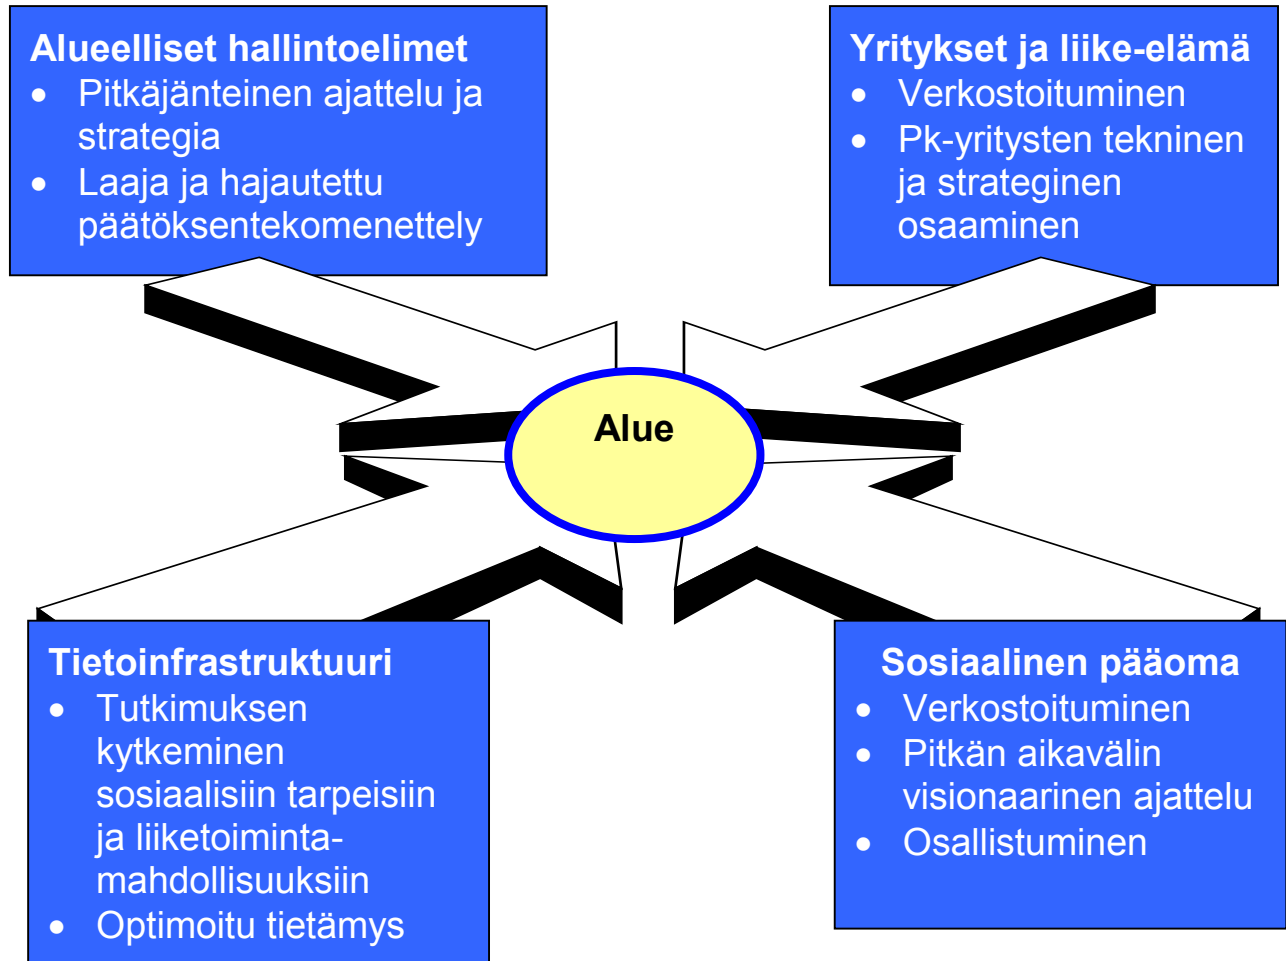 Alueelliset hallintoelimet
• Pitkäjänteinen ajattelu ja
strategia
• Laaja ja hajautettu
päätöksentekomenettely
Yritykset ja liike-elämä
• Verkostoituminen
• Pk-yritysten tekninen
ja strateginen
osaaminen
Alue
Tietoinfrastruktuuri
• Tutkimuksen
kytkeminen
sosiaalisiin tarpeisiin
ja liiketoiminta-
mahdollisuuksiin
• Optimoitu tietämys
Sosiaalinen pääoma
• Verkostoituminen
• Pitkän aikavälin
visionaarinen ajattelu
• Osallistuminen